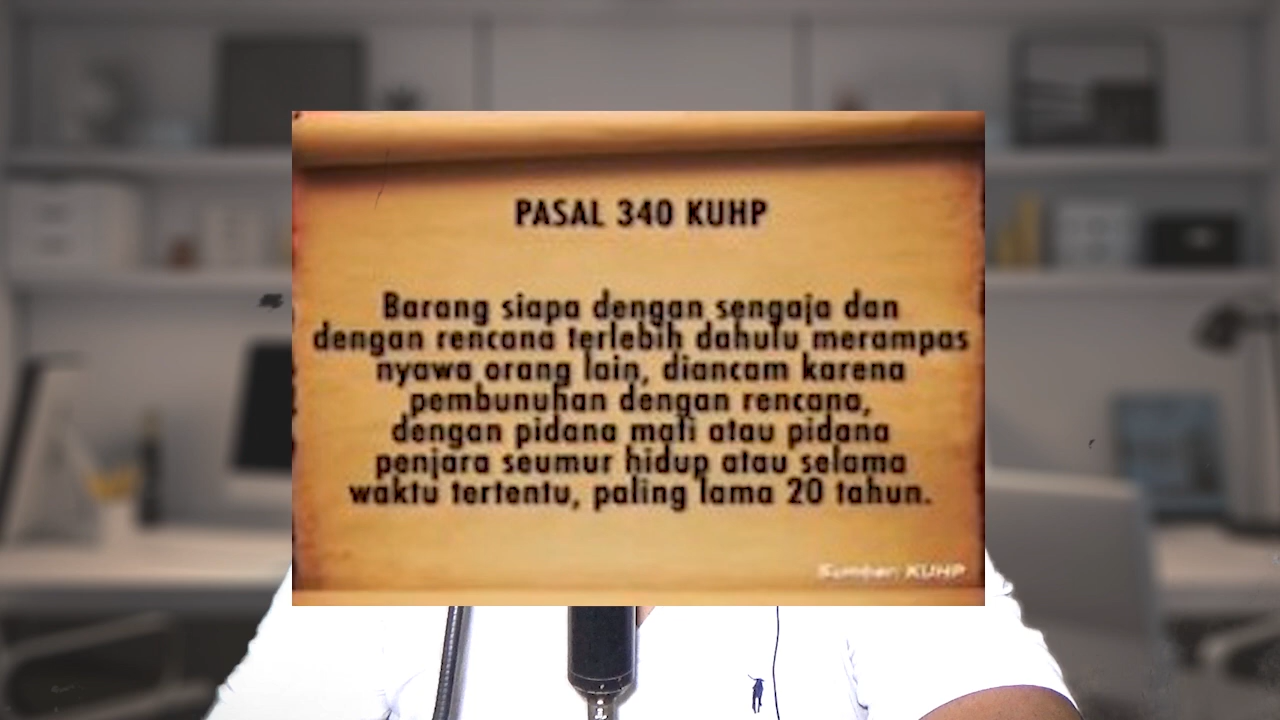 PASAL 340 KUHP
Barang siapa dengan sengaja dan
dengan rencana terlebih dahulu merampas
nyawa orang lain, diancam karena
pembunuhan dengan rencana,
dengan pidana mati atau pidana
penjara seumur hidup atau selama
waktu tertentu, paling lama 20 tahun.
Sumber: KUHP